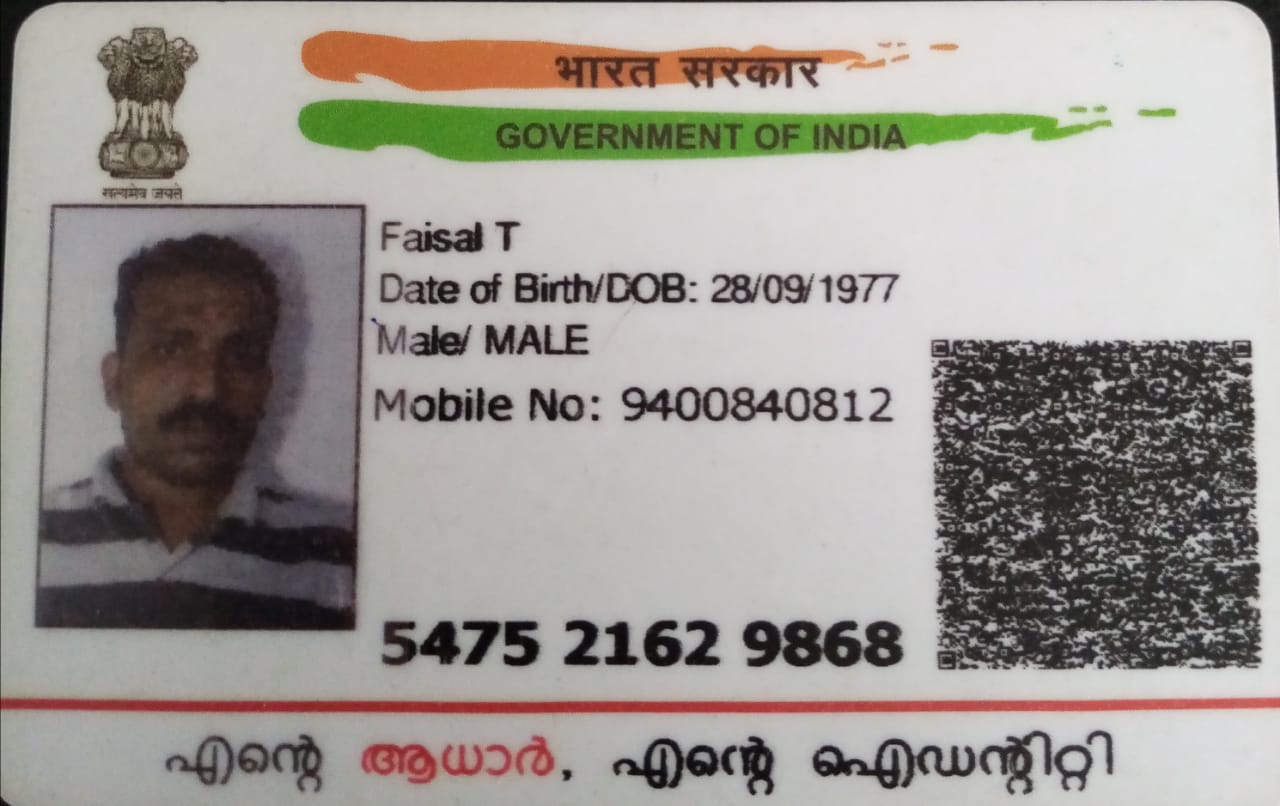 भारत सरकार
GOVERNMENT OF INDIA
सत्यमेव जयते
Faisal T
Date of Birth/DOB: 28/09/1977
Male/ MALE
Mobile No: 9400840812
5475 2162 9868
എന്റെ ആധാർ, എന്റെ ഐഡന്റിറ്റി